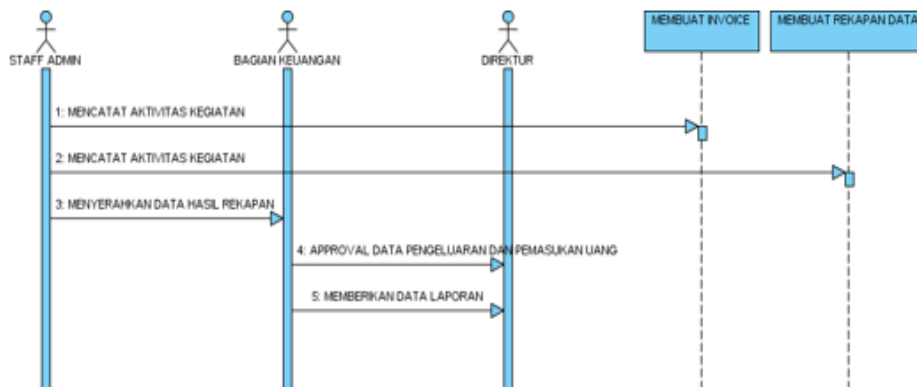 MEMBUAT INVOICE
MEMBUAT REKAPAN DATA
STAFF ADMIN
BAGIAN KEUANGAN
DIREKTUR
1: MENCATAT AKTIVITAS KEGIATAN
2: MENCATAT AKTIVITAS KEGIATAN
3: MENYERAHKAN DATA HASIL REKAPAN
4: APPROVAL DATA PENGELUARAN DAN PEMASUKAN UANG
5: MEMBERIKAN DATA LAPORAN